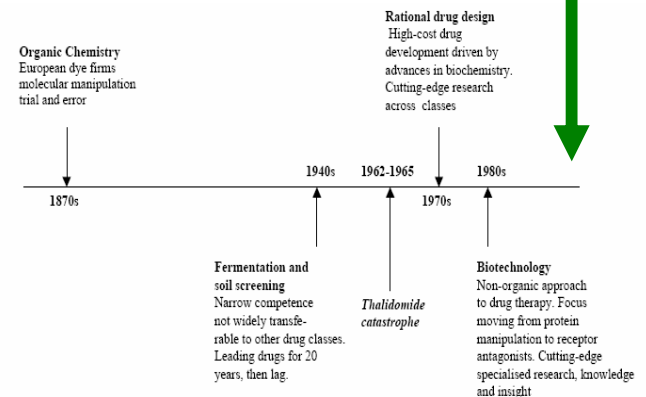 Rational drug design
High-cost drug
development driven by
advances in biochemistry.
Cutting-edge research
across classes
Organic Chemistry
European dye firms
molecular manipulation
trial and error
1940s
1962-1965
1980s
1870s
1970s
Fermentation and
soil screening
Narrow competence
not widely transfe-
rable to other drug classes.
Leading drugs for 20
years, then lag.
Thalidomide
catastrophe
Biotechnology
Non-organic approach
to drug therapy. Focus
moving from protein
manipulation to receptor
antagonists. Cutting-edge
specialised research, knowledge
and insight